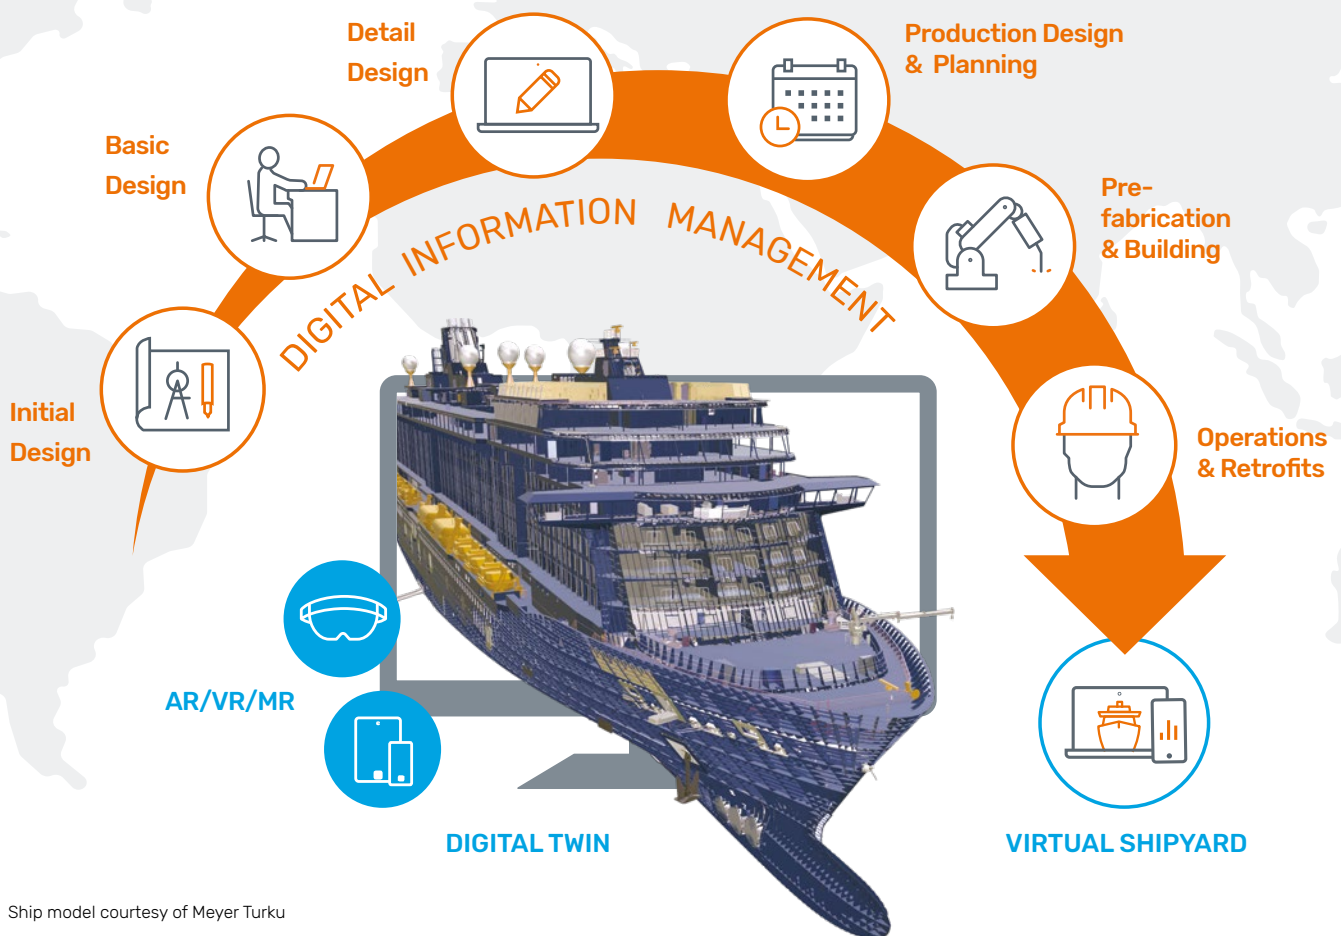 Detail
Design
Production Design
& Planning
Basic
Design
Pre-
fabrication
& Building
DIGITAL INFORMATION MANAGEMENT
Initial
Design
Operations
& Retrofits
AR/VR/MR
DIGITAL TWIN
VIRTUAL SHIPYARD
Ship model courtesy of Meyer Turku